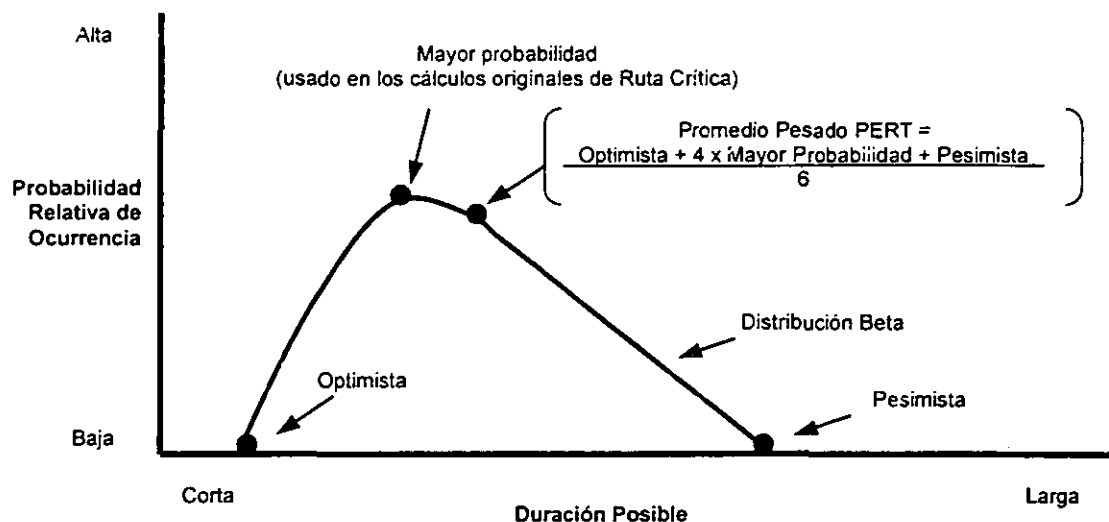 Alta
Mayor probabilidad
(usado en los cálculos originales de Ruta Crítica)
Promedio Pesado PERT =
Optimista + 4 x Mayor Probabilidad + Pesimista
6
Probabilidad
Relativa de
Ocurrencia
Distribución Beta
Optimista
Pesimista
Baja
Corta
Larga
Duración Posible